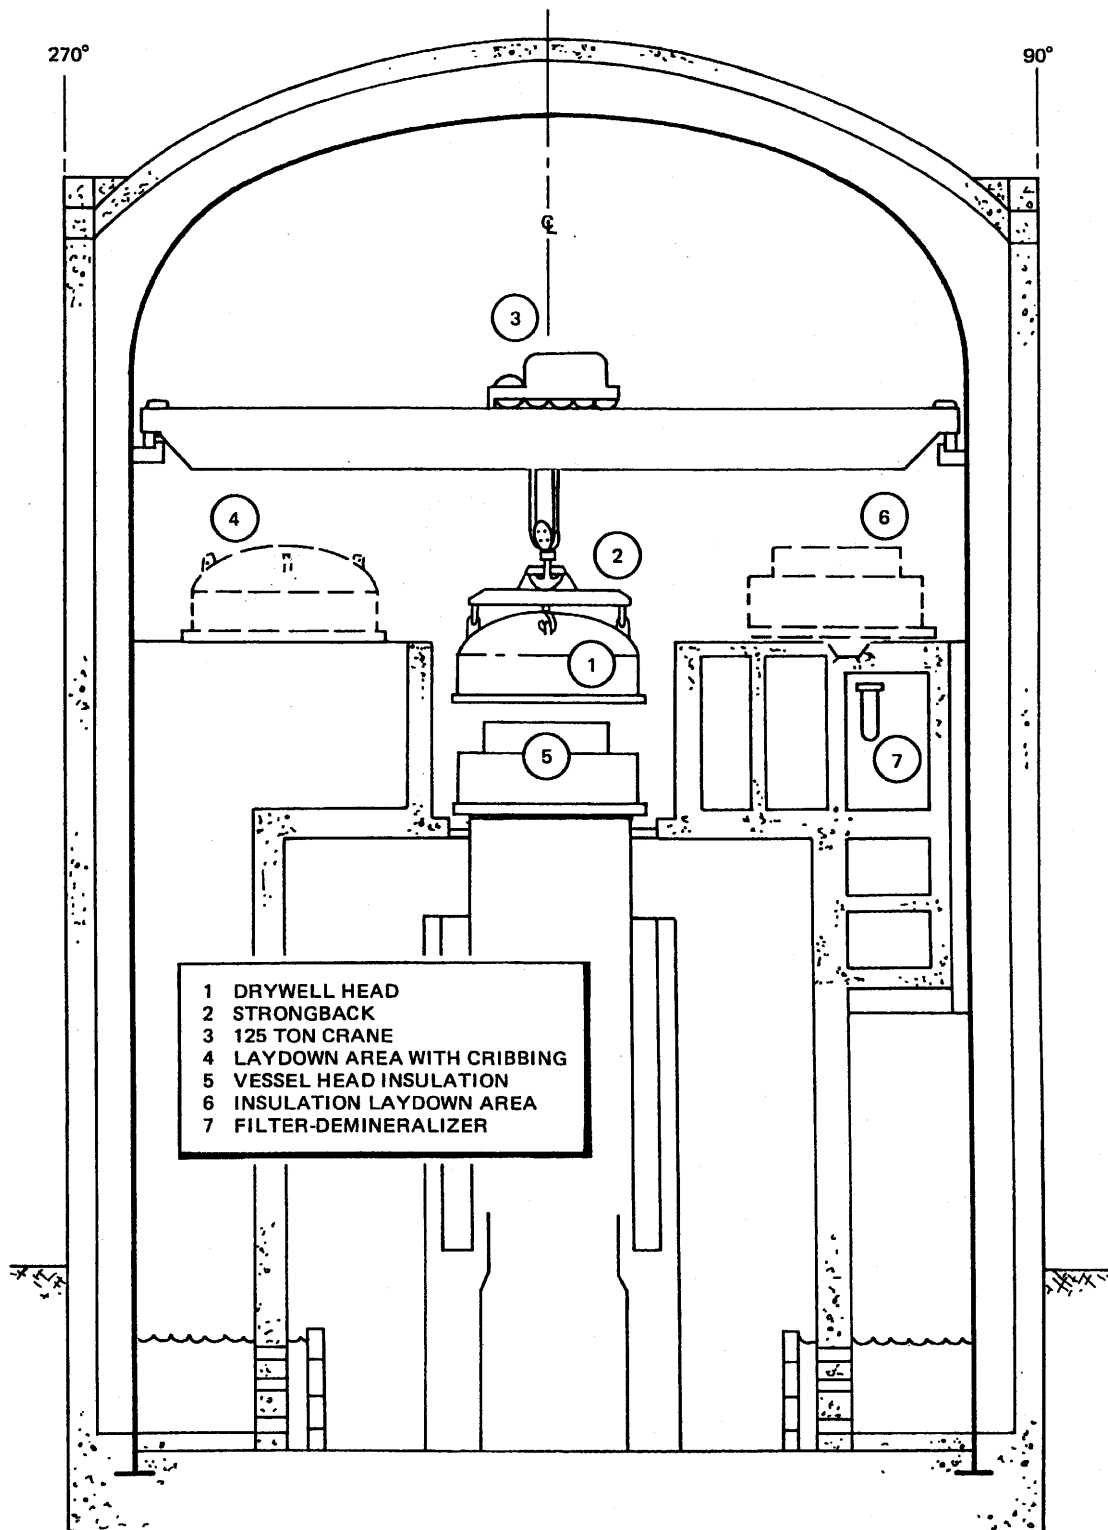 270° 90°
℄
3
4
6
2
1
5
7
1 DRYWELL HEAD
2 STRONGBACK
3 125 TON CRANE
4 LAYDOWN AREA WITH CRIBBING
5 VESSEL HEAD INSULATION
6 INSULATION LAYDOWN AREA
7 FILTER-DEMINERALIZER